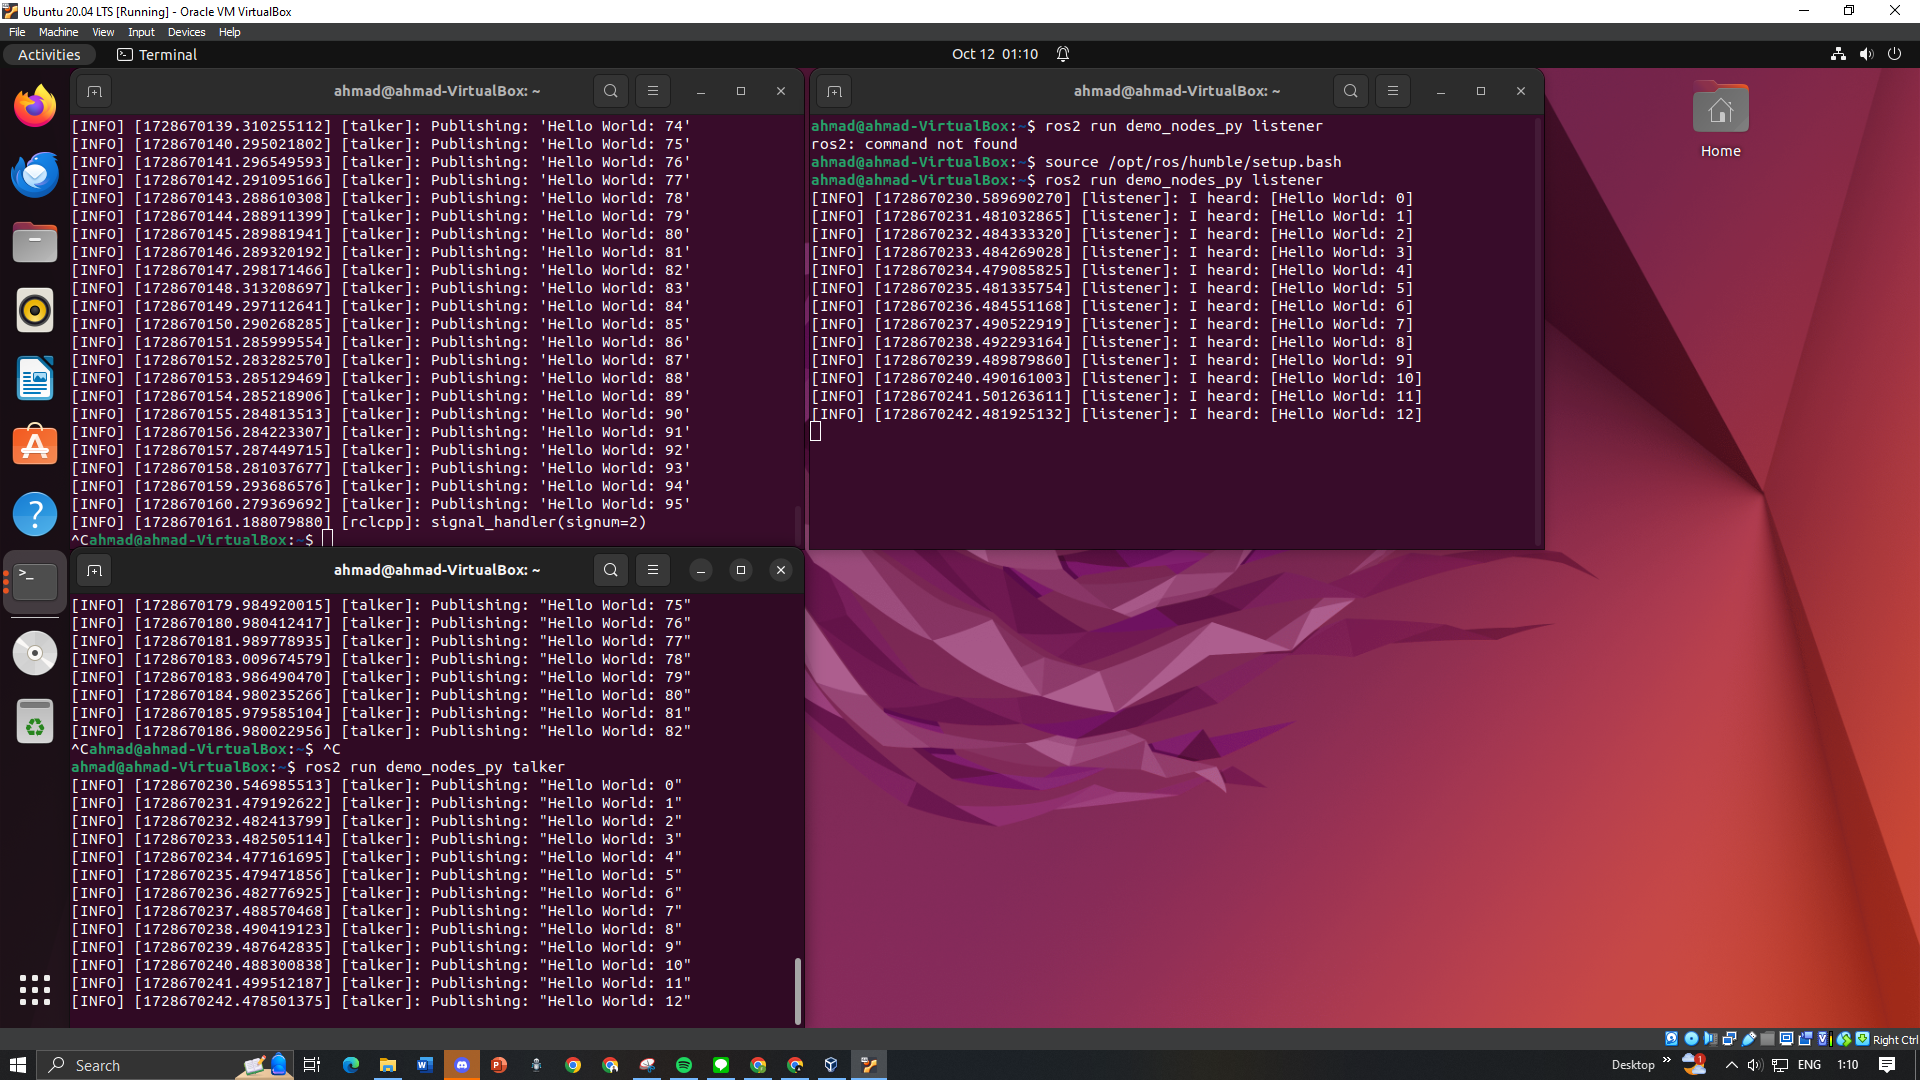 Ubuntu 20.04 LTS [Running] - Oracle VM VirtualBox
File Machine View Input Devices Help
Activities Terminal Oct 12 01:10
ahmad@ahmad-VirtualBox: ~
[INFO] [1728670139.310255112] [talker]: Publishing: 'Hello World: 74'
[INFO] [1728670140.295021802] [talker]: Publishing: 'Hello World: 75'
[INFO] [1728670141.296549593] [talker]: Publishing: 'Hello World: 76'
[INFO] [1728670142.291095166] [talker]: Publishing: 'Hello World: 77'
[INFO] [1728670143.288610308] [talker]: Publishing: 'Hello World: 78'
[INFO] [1728670144.288911399] [talker]: Publishing: 'Hello World: 79'
[INFO] [1728670145.289881941] [talker]: Publishing: 'Hello World: 80'
[INFO] [1728670146.289320192] [talker]: Publishing: 'Hello World: 81'
[INFO] [1728670147.298171466] [talker]: Publishing: 'Hello World: 82'
[INFO] [1728670148.313208697] [talker]: Publishing: 'Hello World: 83'
[INFO] [1728670149.297112641] [talker]: Publishing: 'Hello World: 84'
[INFO] [1728670150.290268285] [talker]: Publishing: 'Hello World: 85'
[INFO] [1728670151.285999554] [talker]: Publishing: 'Hello World: 86'
[INFO] [1728670152.283282570] [talker]: Publishing: 'Hello World: 87'
[INFO] [1728670153.285129469] [talker]: Publishing: 'Hello World: 88'
[INFO] [1728670154.285218906] [talker]: Publishing: 'Hello World: 89'
[INFO] [1728670155.284813513] [talker]: Publishing: 'Hello World: 90'
[INFO] [1728670156.284223307] [talker]: Publishing: 'Hello World: 91'
[INFO] [1728670157.287449715] [talker]: Publishing: 'Hello World: 92'
[INFO] [1728670158.281037677] [talker]: Publishing: 'Hello World: 93'
[INFO] [1728670159.293686576] [talker]: Publishing: 'Hello World: 94'
[INFO] [1728670160.279369692] [talker]: Publishing: 'Hello World: 95'
[INFO] [1728670161.188079880] [rclcpp]: signal_handler(signum=2)
^Cahmad@ahmad-VirtualBox:~$
ahmad@ahmad-VirtualBox: ~
ahmad@ahmad-VirtualBox:~$ ros2 run demo_nodes_py listener
ros2: command not found
ahmad@ahmad-VirtualBox:~$ source /opt/ros/humble/setup.bash
ahmad@ahmad-VirtualBox:~$ ros2 run demo_nodes_py listener
[INFO] [1728670230.589690270] [listener]: I heard: [Hello World: 0]
[INFO] [1728670231.481032865] [listener]: I heard: [Hello World: 1]
[INFO] [1728670232.484333320] [listener]: I heard: [Hello World: 2]
[INFO] [1728670233.484269028] [listener]: I heard: [Hello World: 3]
[INFO] [1728670234.479085825] [listener]: I heard: [Hello World: 4]
[INFO] [1728670235.481335754] [listener]: I heard: [Hello World: 5]
[INFO] [1728670236.484551168] [listener]: I heard: [Hello World: 6]
[INFO] [1728670237.490522919] [listener]: I heard: [Hello World: 7]
[INFO] [1728670238.492293164] [listener]: I heard: [Hello World: 8]
[INFO] [1728670239.489879860] [listener]: I heard: [Hello World: 9]
[INFO] [1728670240.490161003] [listener]: I heard: [Hello World: 10]
[INFO] [1728670241.501263611] [listener]: I heard: [Hello World: 11]
[INFO] [1728670242.481925132] [listener]: I heard: [Hello World: 12]
Home
ahmad@ahmad-VirtualBox: ~
[INFO] [1728670179.984920015] [talker]: Publishing: "Hello World: 75"
[INFO] [1728670180.980412417] [talker]: Publishing: "Hello World: 76"
[INFO] [1728670181.989778935] [talker]: Publishing: "Hello World: 77"
[INFO] [1728670183.009674579] [talker]: Publishing: "Hello World: 78"
[INFO] [1728670183.986490470] [talker]: Publishing: "Hello World: 79"
[INFO] [1728670184.980235266] [talker]: Publishing: "Hello World: 80"
[INFO] [1728670185.979585104] [talker]: Publishing: "Hello World: 81"
[INFO] [1728670186.980022956] [talker]: Publishing: "Hello World: 82"
^Cahmad@ahmad-VirtualBox:~$ ^C
ahmad@ahmad-VirtualBox:~$ ros2 run demo_nodes_py talker
[INFO] [1728670230.546985513] [talker]: Publishing: "Hello World: 0"
[INFO] [1728670231.479192622] [talker]: Publishing: "Hello World: 1"
[INFO] [1728670232.482413799] [talker]: Publishing: "Hello World: 2"
[INFO] [1728670233.482505114] [talker]: Publishing: "Hello World: 3"
[INFO] [1728670234.477161695] [talker]: Publishing: "Hello World: 4"
[INFO] [1728670235.479471856] [talker]: Publishing: "Hello World: 5"
[INFO] [1728670236.482776925] [talker]: Publishing: "Hello World: 6"
[INFO] [1728670237.488570468] [talker]: Publishing: "Hello World: 7"
[INFO] [1728670238.490419123] [talker]: Publishing: "Hello World: 8"
[INFO] [1728670239.487642835] [talker]: Publishing: "Hello World: 9"
[INFO] [1728670240.488300838] [talker]: Publishing: "Hello World: 10"
[INFO] [1728670241.499512187] [talker]: Publishing: "Hello World: 11"
[INFO] [1728670242.478501375] [talker]: Publishing: "Hello World: 12"
Right Ctrl
Search Desktop ENG 1:10